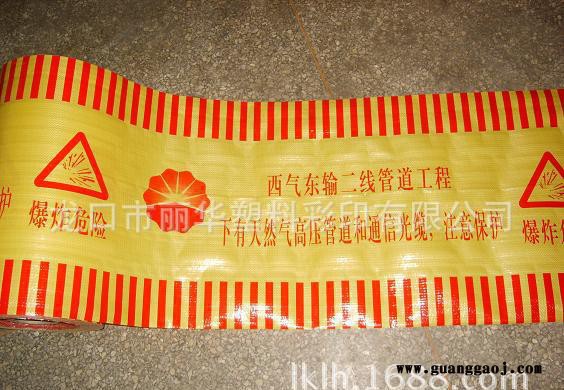 护
爆炸危险
西气东输二线管道工程
下有天然气高压管道和通信光缆，注意保护
爆炸危
口市丽华塑料彩印有限公司
lklh.1688.com
www.guanggaoj.com